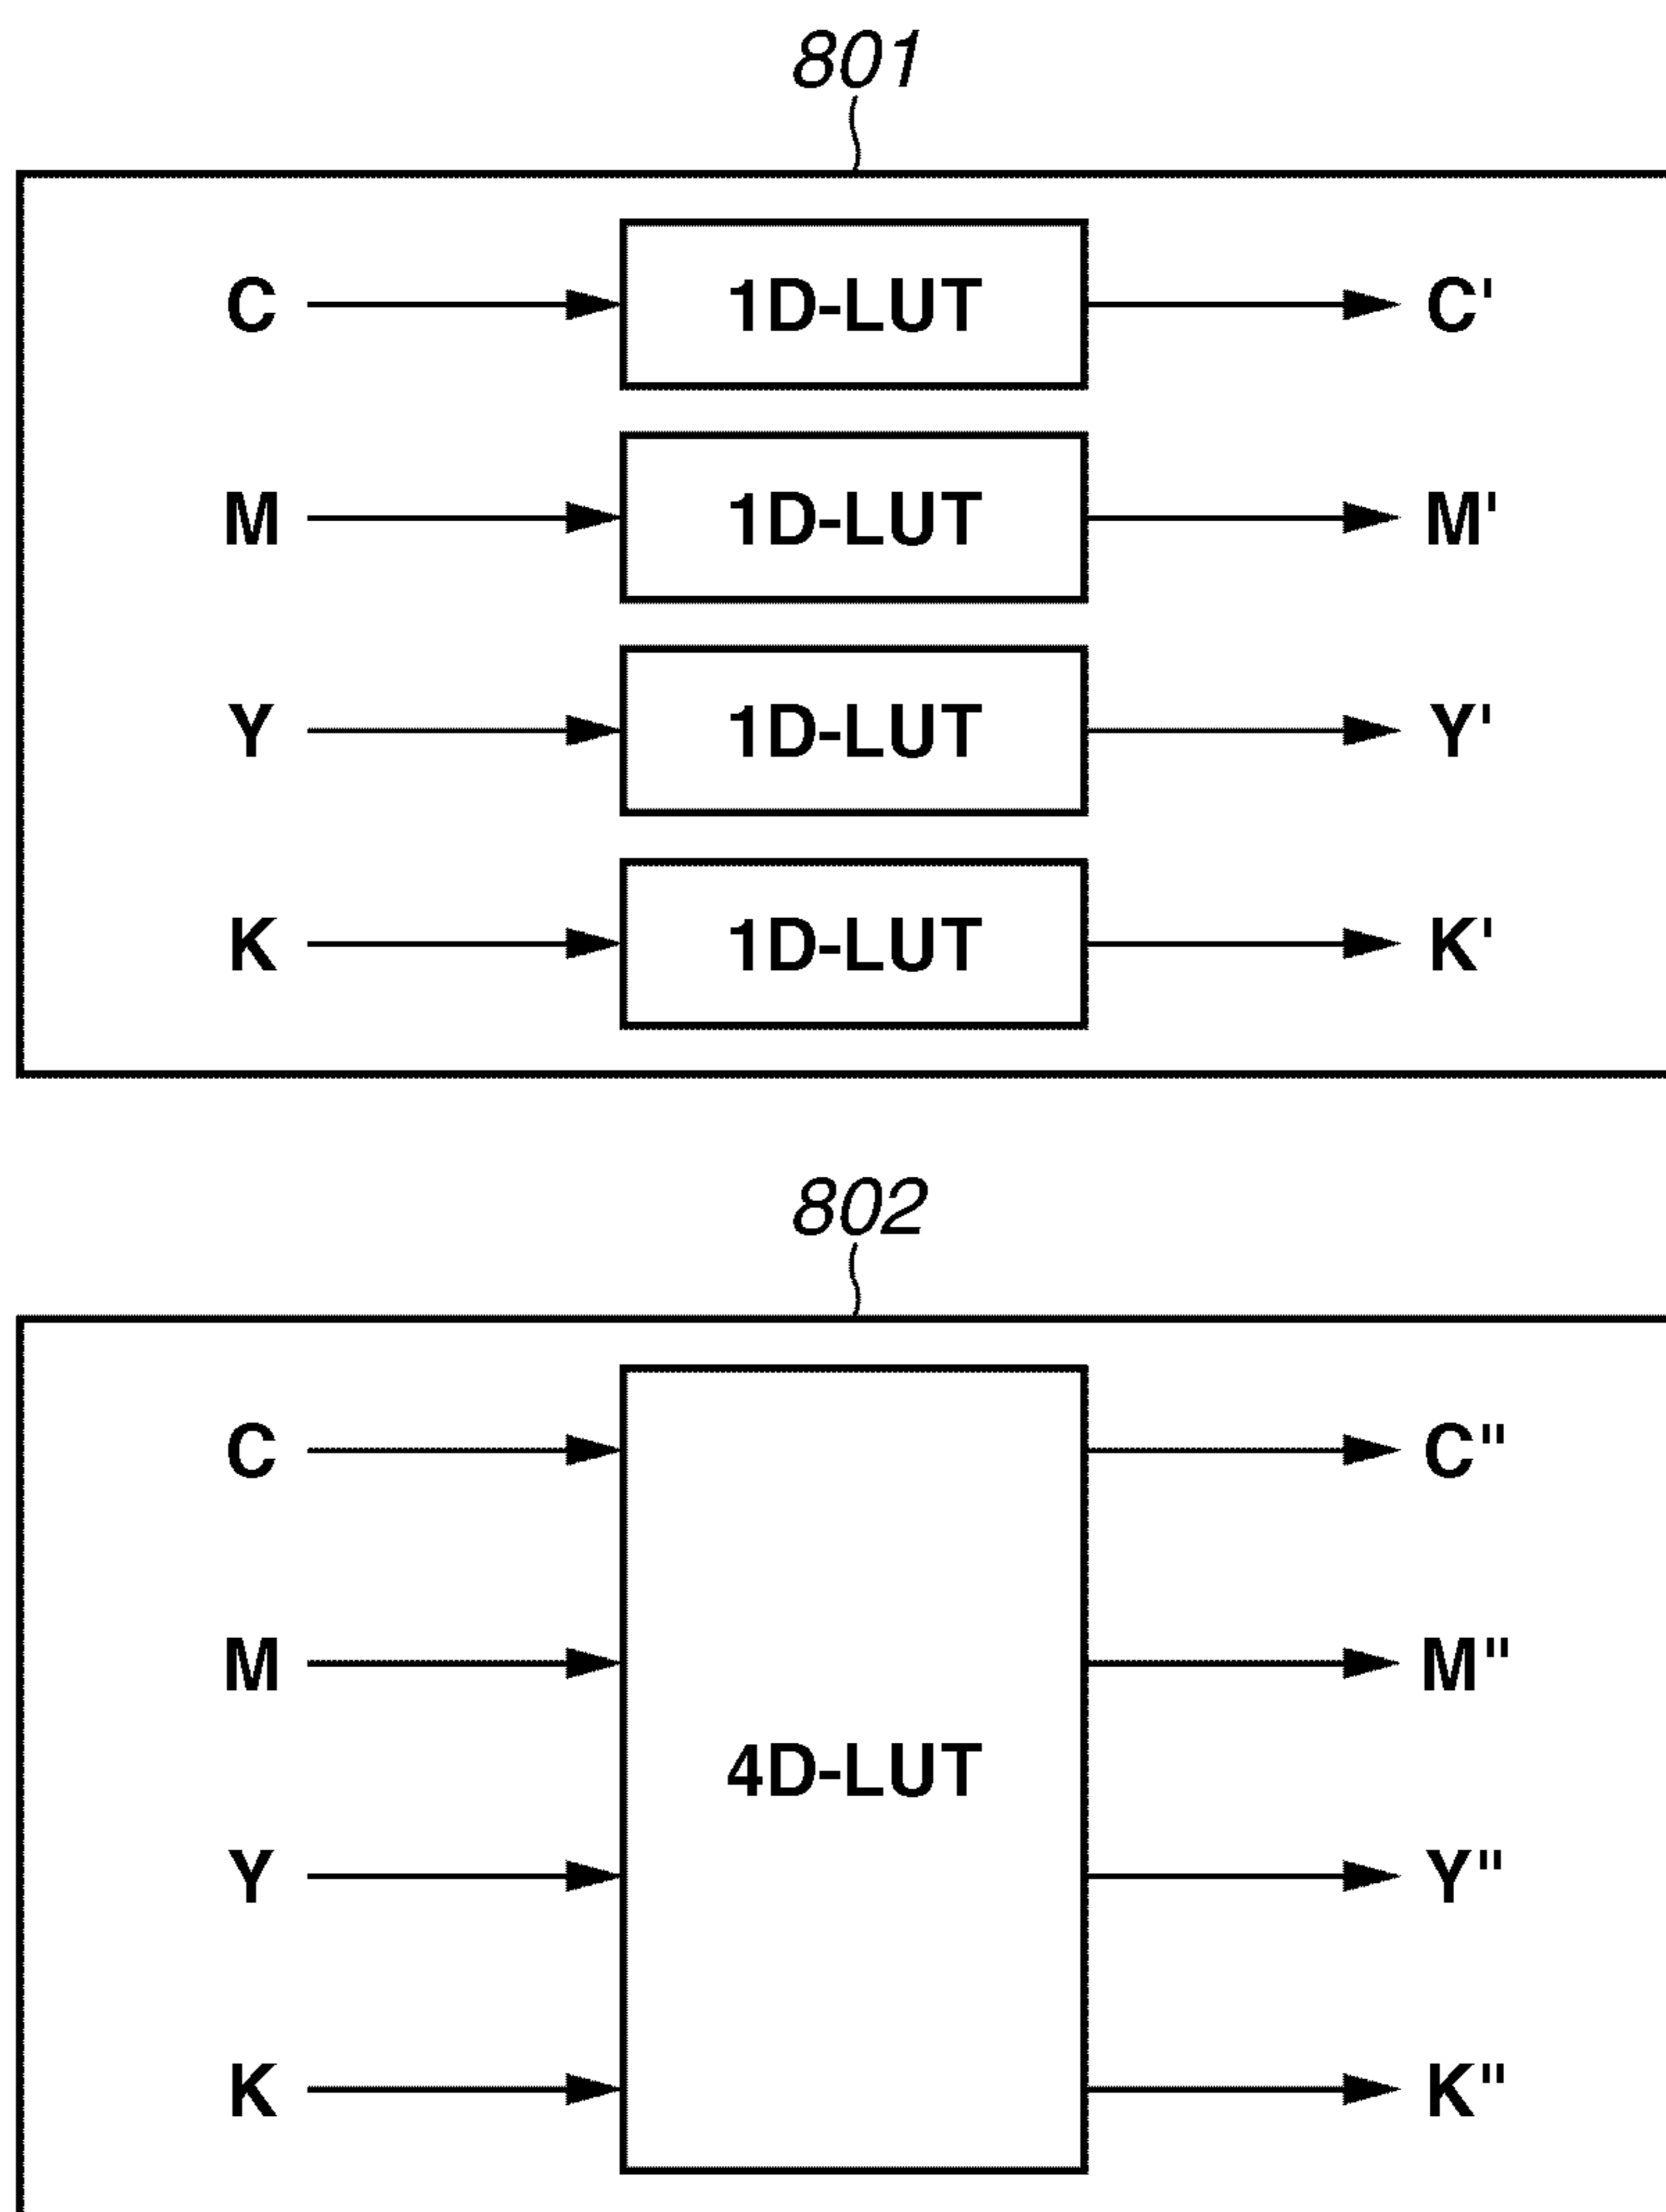 801
C 1D-LUT C'
M 1D-LUT M'
Y 1D-LUT Y'
K 1D-LUT K'
802
C C"
M M"
4D-LUT
Y Y"
K K"